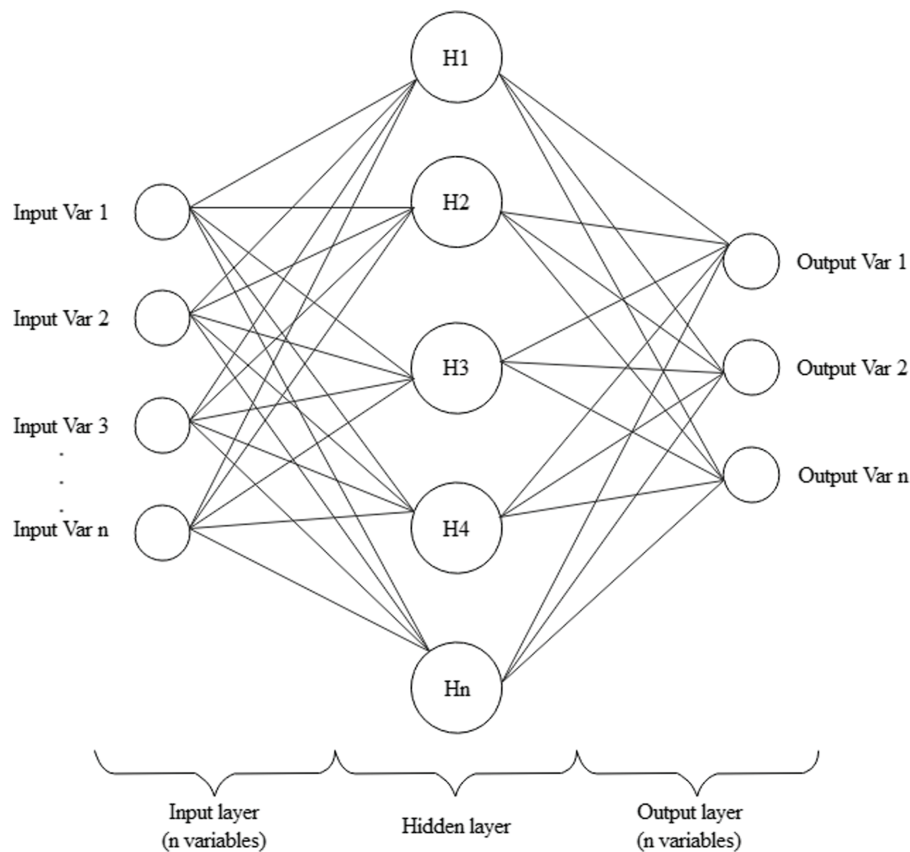 H1
Input Var 1
H2
Output Var 1
Input Var 2
H3
Output Var 2
Input Var 3
.
.
.
Output Var n
Input Var n
H4
Hn
Input layer
(n variables)
Hidden layer
Output layer
(n variables)